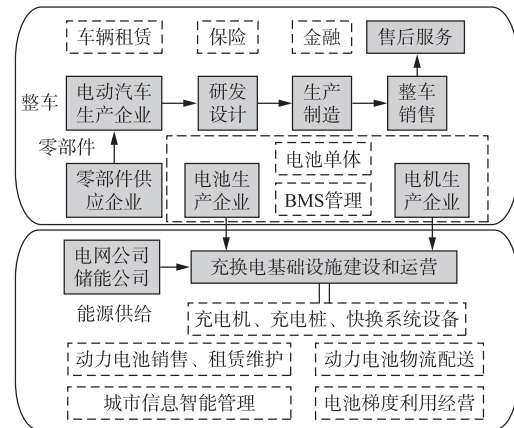 车辆租赁
保险
金融
售后服务
整车
电动汽车
生产企业
研发
设计
生产
制造
整车
销售
零部件
零部件供
应企业
电池生
产企业
电池单体
BMS管理
电机生
产企业
电网公司
储能公司
充换电基础设施建设和运营
能源供给
充电机、充电桩、快换系统设备
动力电池销售、租赁维护
动力电池物流配送
城市信息智能管理
电池梯度利用经营